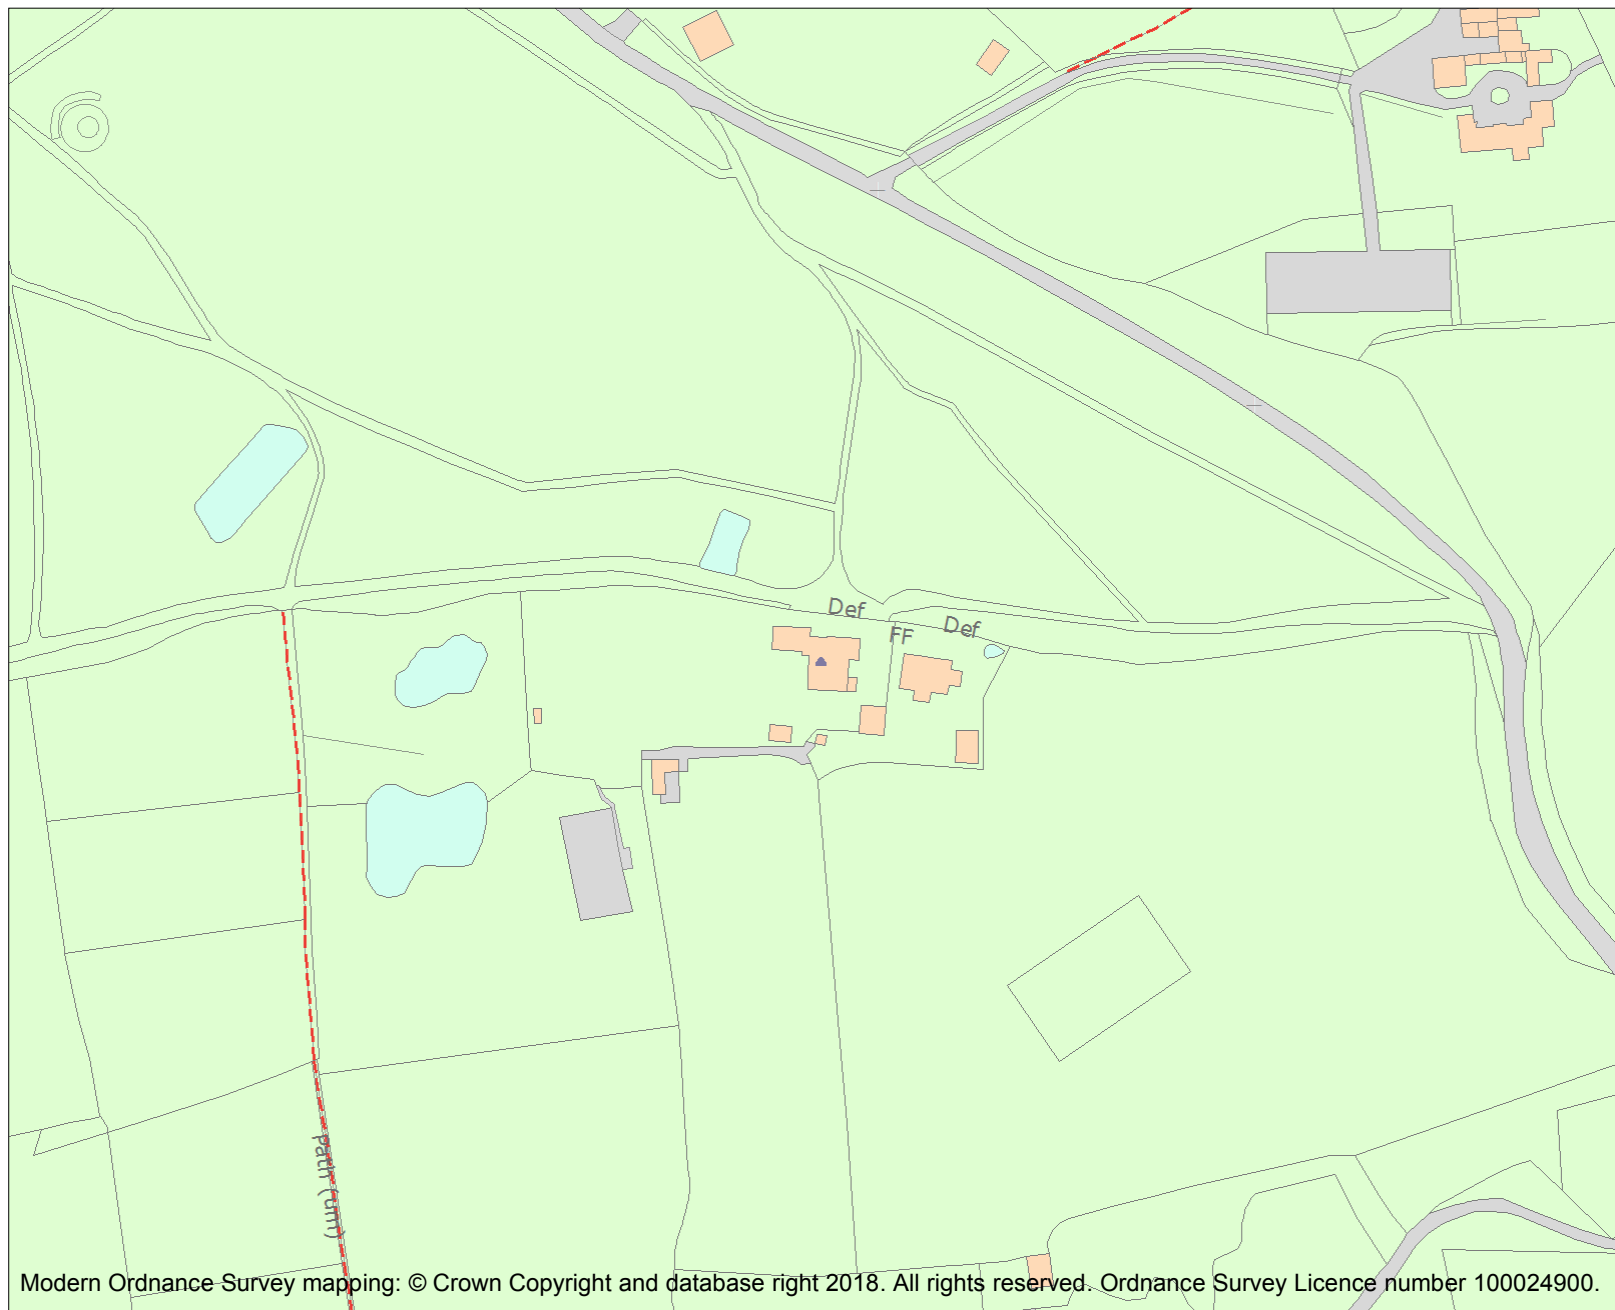 Def
FF
Def
Path (um)
Modern Ordnance Survey mapping: © Crown Copyright and database right 2018. All rights reserved. Ordnance Survey Licence number 100024900.